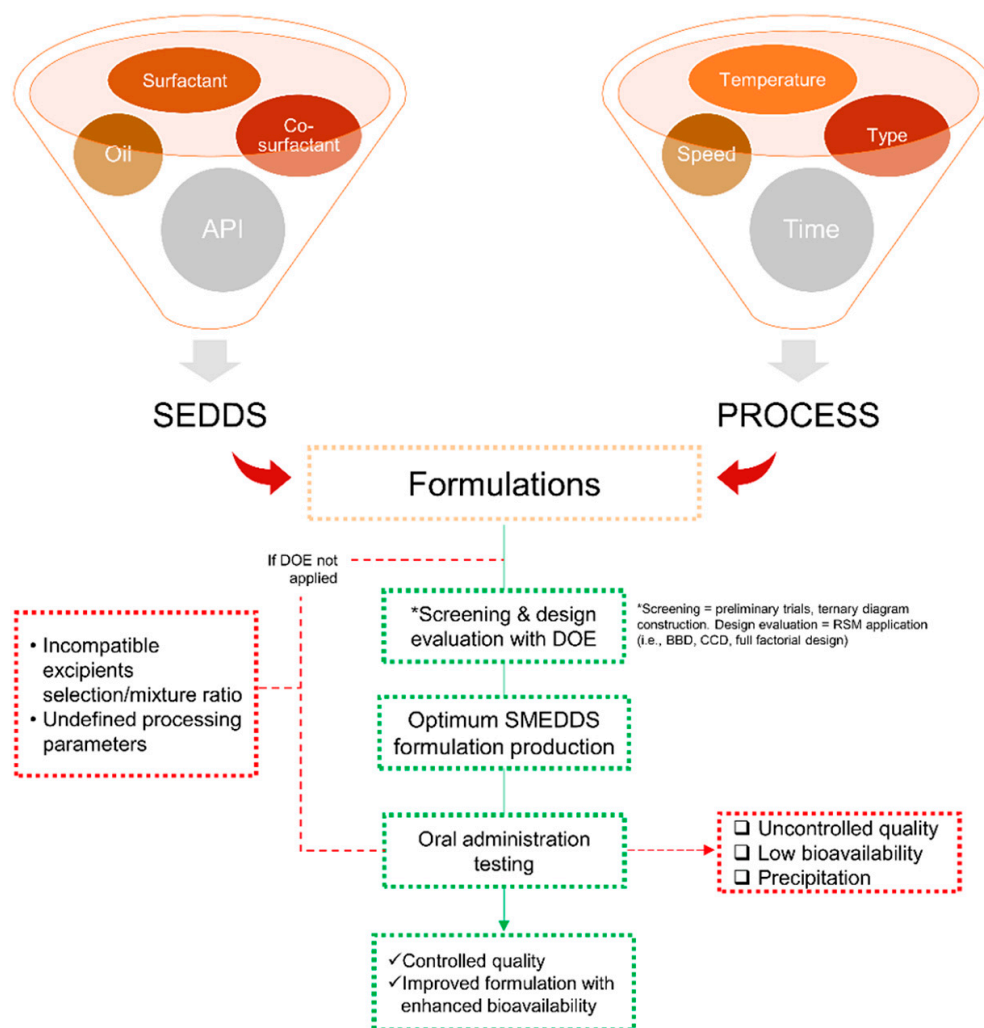 Surfactant
Co-
surfactant
Oil
API
Temperature
Type
Speed
Time
SEDDS
PROCESS
Formulations
If DOE not
applied
*Screening & design
evaluation with DOE
*Screening = preliminary trials, ternary diagram
construction. Design evaluation = RSM application
(i.e., BBD, CCD, full factorial design)
• Incompatible
excipients
selection/mixture ratio
• Undefined processing
parameters
Optimum SMEDDS
formulation production
Oral administration
testing
❑ Uncontrolled quality
❑ Low bioavailability
❑ Precipitation
✓Controlled quality
✓Improved formulation with
enhanced bioavailability